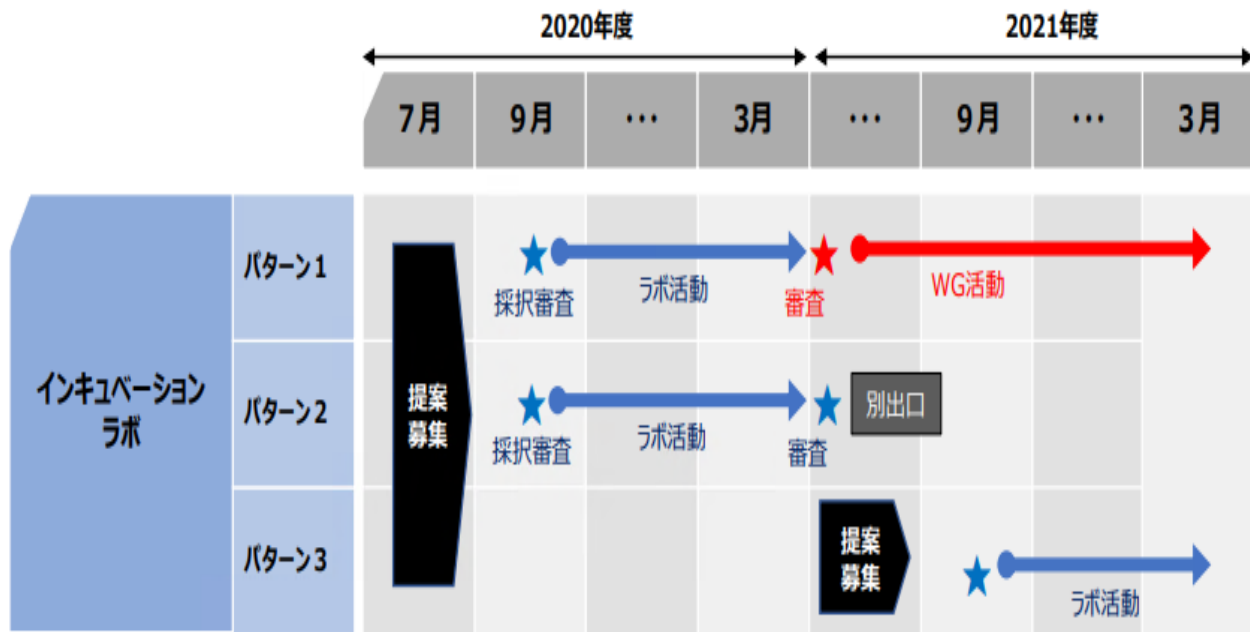 2020年度
2021年度
7月
9月
・・・
3月
・・・
9月
・・・
3月
インキュベーション
ラボ
パターン1
パターン2
パターン3
提案
募集
採択審査
ラボ活動
審査
WG活動
採択審査
ラボ活動
審査
別出口
提案
募集
ラボ活動